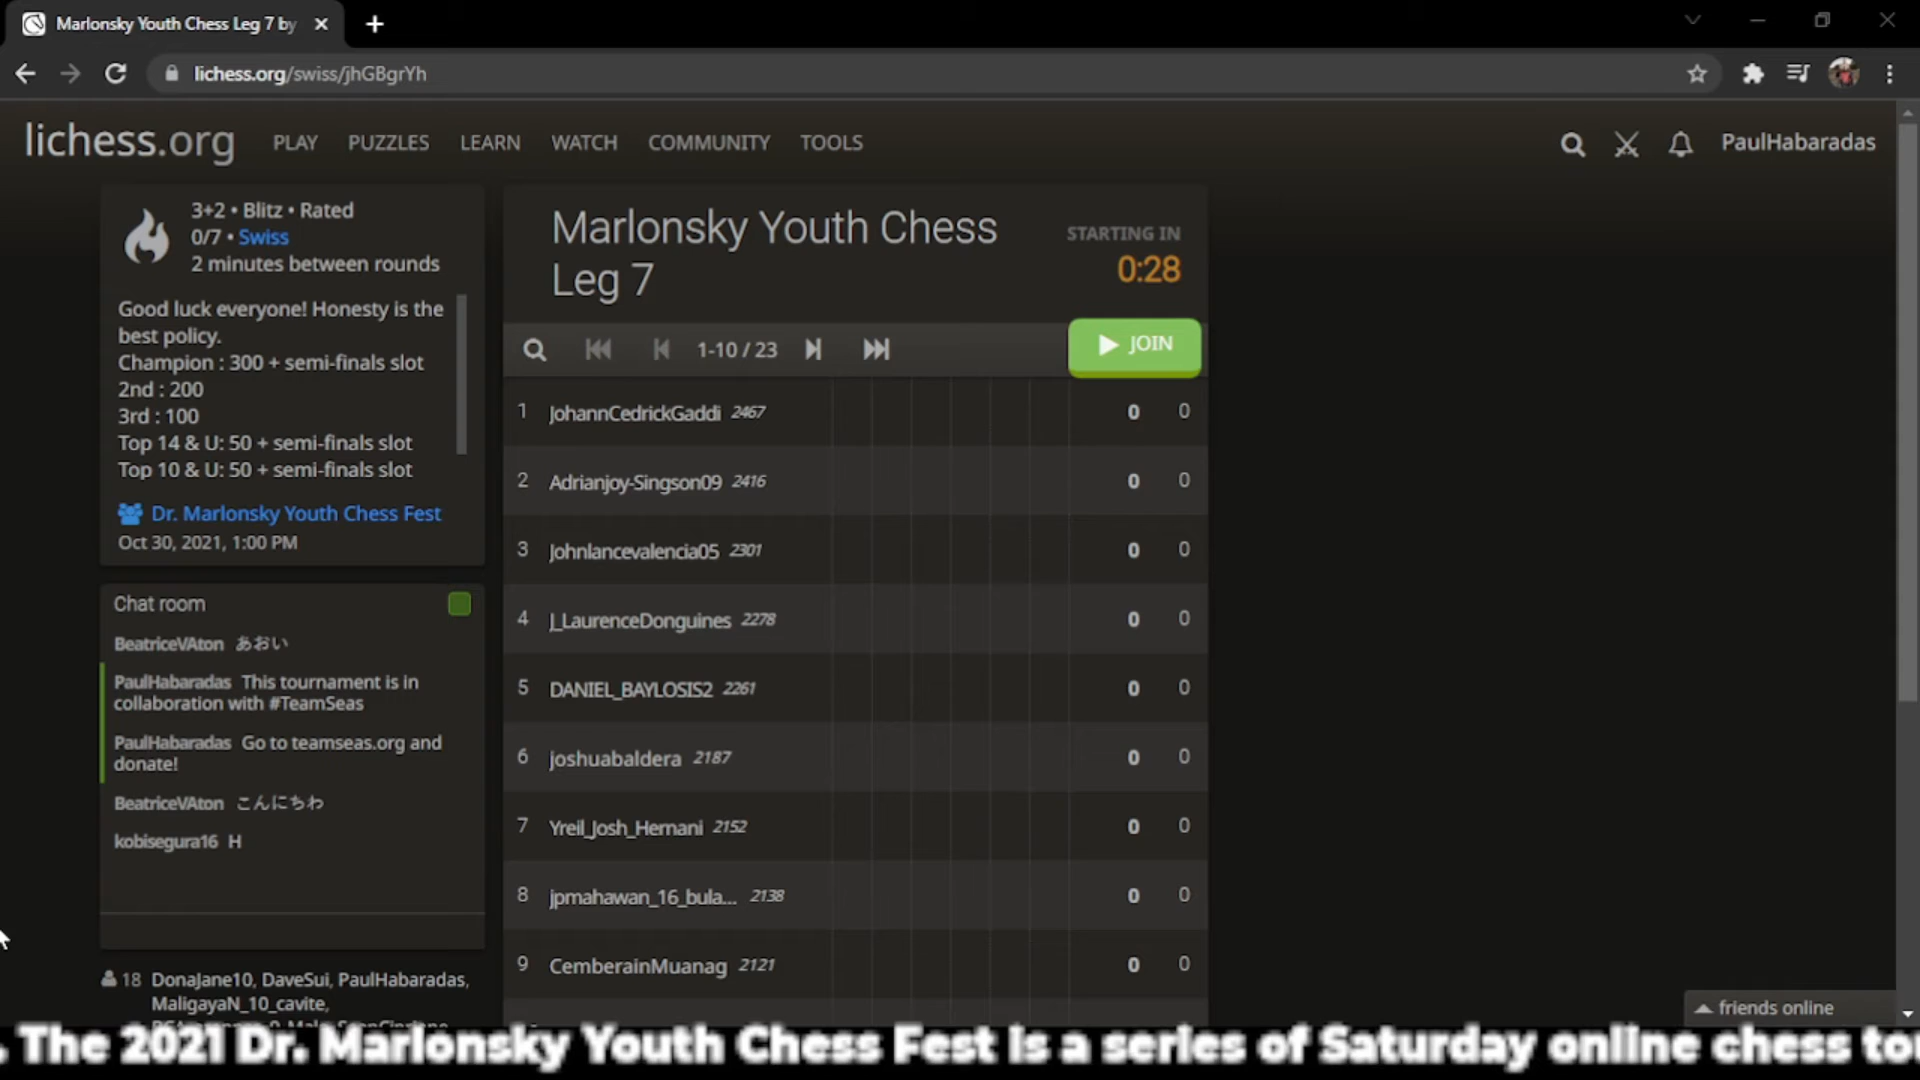 Marlonsky Youth Chess Leg 7 by
lichess.org/swiss/jhGBgrYh
lichess.org
PLAY PUZZLES LEARN WATCH COMMUNITY TOOLS
PaulHabaradas
3+2 • Blitz • Rated
0/7 • Swiss
2 minutes between rounds
Good luck everyone! Honesty is the
best policy.
Champion : 300 + semi-finals slot
2nd : 200
3rd : 100
Top 14 & U: 50 + semi-finals slot
Top 10 & U: 50 + semi-finals slot
Dr. Marlonsky Youth Chess Fest
Oct 30, 2021, 1:00 PM
Chat room
BeatriceVAton あおい
PaulHabaradas This tournament is in
collaboration with #TeamSeas
PaulHabaradas Go to teamseas.org and
donate!
BeatriceVAton こんにちわ
kobisegura16 H
18 DonaJane10, DaveSui, PaulHabaradas,
MaligayaN_10_cavite,
Marlonsky Youth Chess
Leg 7
STARTING IN
0:28
1-10 / 23
JOIN
1 JohannCedrickGaddi 2467 0 0
2 Adrianjoy-Singson09 2416 0 0
3 Johnlancevalencia05 2301 0 0
4 J_LaurenceDonguines 2278 0 0
5 DANIEL_BAYLOSIS2 2261 0 0
6 joshuabaldera 2187 0 0
7 Yreil_Josh_Hernani 2152 0 0
8 jpmahawan_16_bula... 2138 0 0
9 CemberainMuanag 2121 0 0
friends online
. The 2021 Dr. Marlonsky Youth Chess Fest is a series of Saturday online chess